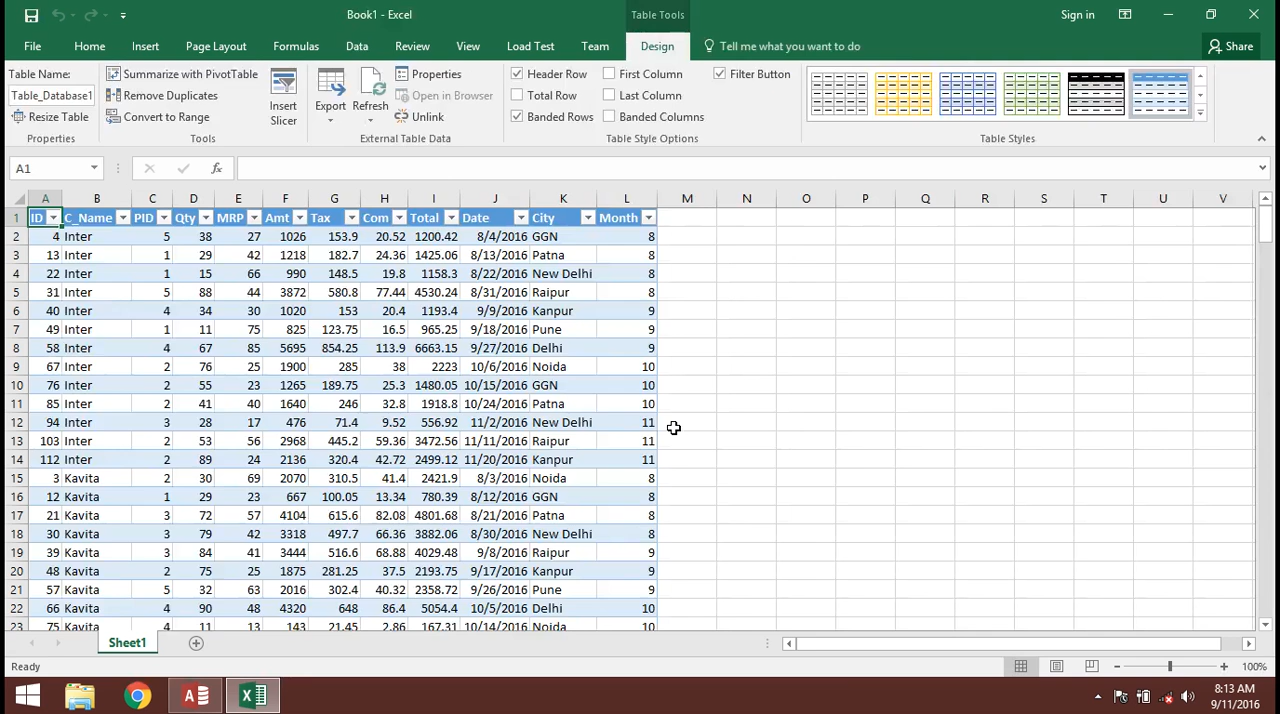 Book1 - Excel
Table Tools
Sign in
File Home Insert Page Layout Formulas Data Review View Load Test Team Design Tell me what you want to do Share
Table Name:
Table_Database1
Resize Table
Properties
Summarize with PivotTable
Remove Duplicates
Convert to Range
Tools
Insert
Slicer
Export
Refresh
Properties
Open in Browser
Unlink
External Table Data
Header Row First Column Filter Button
Total Row Last Column
Banded Rows Banded Columns
Table Style Options
Table Styles
A1 fx
A B C D E F G H I J K L M N O P Q R S T U V
1 ID C_Name PID Qty MRP Amt Tax Com Total Date City Month
2 4 Inter 5 38 27 1026 153.9 20.52 1200.42 8/4/2016 GGN 8
3 13 Inter 1 29 42 1218 182.7 24.36 1425.06 8/13/2016 Patna 8
4 22 Inter 1 15 66 990 148.5 19.8 1158.3 8/22/2016 New Delhi 8
5 31 Inter 5 88 44 3872 580.8 77.44 4530.24 8/31/2016 Raipur 8
6 40 Inter 4 34 30 1020 153 20.4 1193.4 9/9/2016 Kanpur 9
7 49 Inter 1 11 75 825 123.75 16.5 965.25 9/18/2016 Pune 9
8 58 Inter 4 67 85 5695 854.25 113.9 6663.15 9/27/2016 Delhi 9
9 67 Inter 2 76 25 1900 285 38 2223 10/6/2016 Noida 10
10 76 Inter 2 55 23 1265 189.75 25.3 1480.05 10/15/2016 GGN 10
11 85 Inter 2 41 40 1640 246 32.8 1918.8 10/24/2016 Patna 10
12 94 Inter 3 28 17 476 71.4 9.52 556.92 11/2/2016 New Delhi 11
13 103 Inter 2 53 56 2968 445.2 59.36 3472.56 11/11/2016 Raipur 11
14 112 Inter 2 89 24 2136 320.4 42.72 2499.12 11/20/2016 Kanpur 11
15 3 Kavita 2 30 69 2070 310.5 41.4 2421.9 8/3/2016 Noida 8
16 12 Kavita 1 29 23 667 100.05 13.34 780.39 8/12/2016 GGN 8
17 21 Kavita 3 72 57 4104 615.6 82.08 4801.68 8/21/2016 Patna 8
18 30 Kavita 3 79 42 3318 497.7 66.36 3882.06 8/30/2016 New Delhi 8
19 39 Kavita 3 84 41 3444 516.6 68.88 4029.48 9/8/2016 Raipur 9
20 48 Kavita 2 75 25 1875 281.25 37.5 2193.75 9/17/2016 Kanpur 9
21 57 Kavita 5 32 63 2016 302.4 40.32 2358.72 9/26/2016 Pune 9
22 66 Kavita 4 90 48 4320 648 86.4 5054.4 10/5/2016 Delhi 10
23 75 Kavita 4 11 13 143 21.45 2.86 167.31 10/14/2016 Noida 10
Sheet1
Ready
100%
8:13 AM
9/11/2016